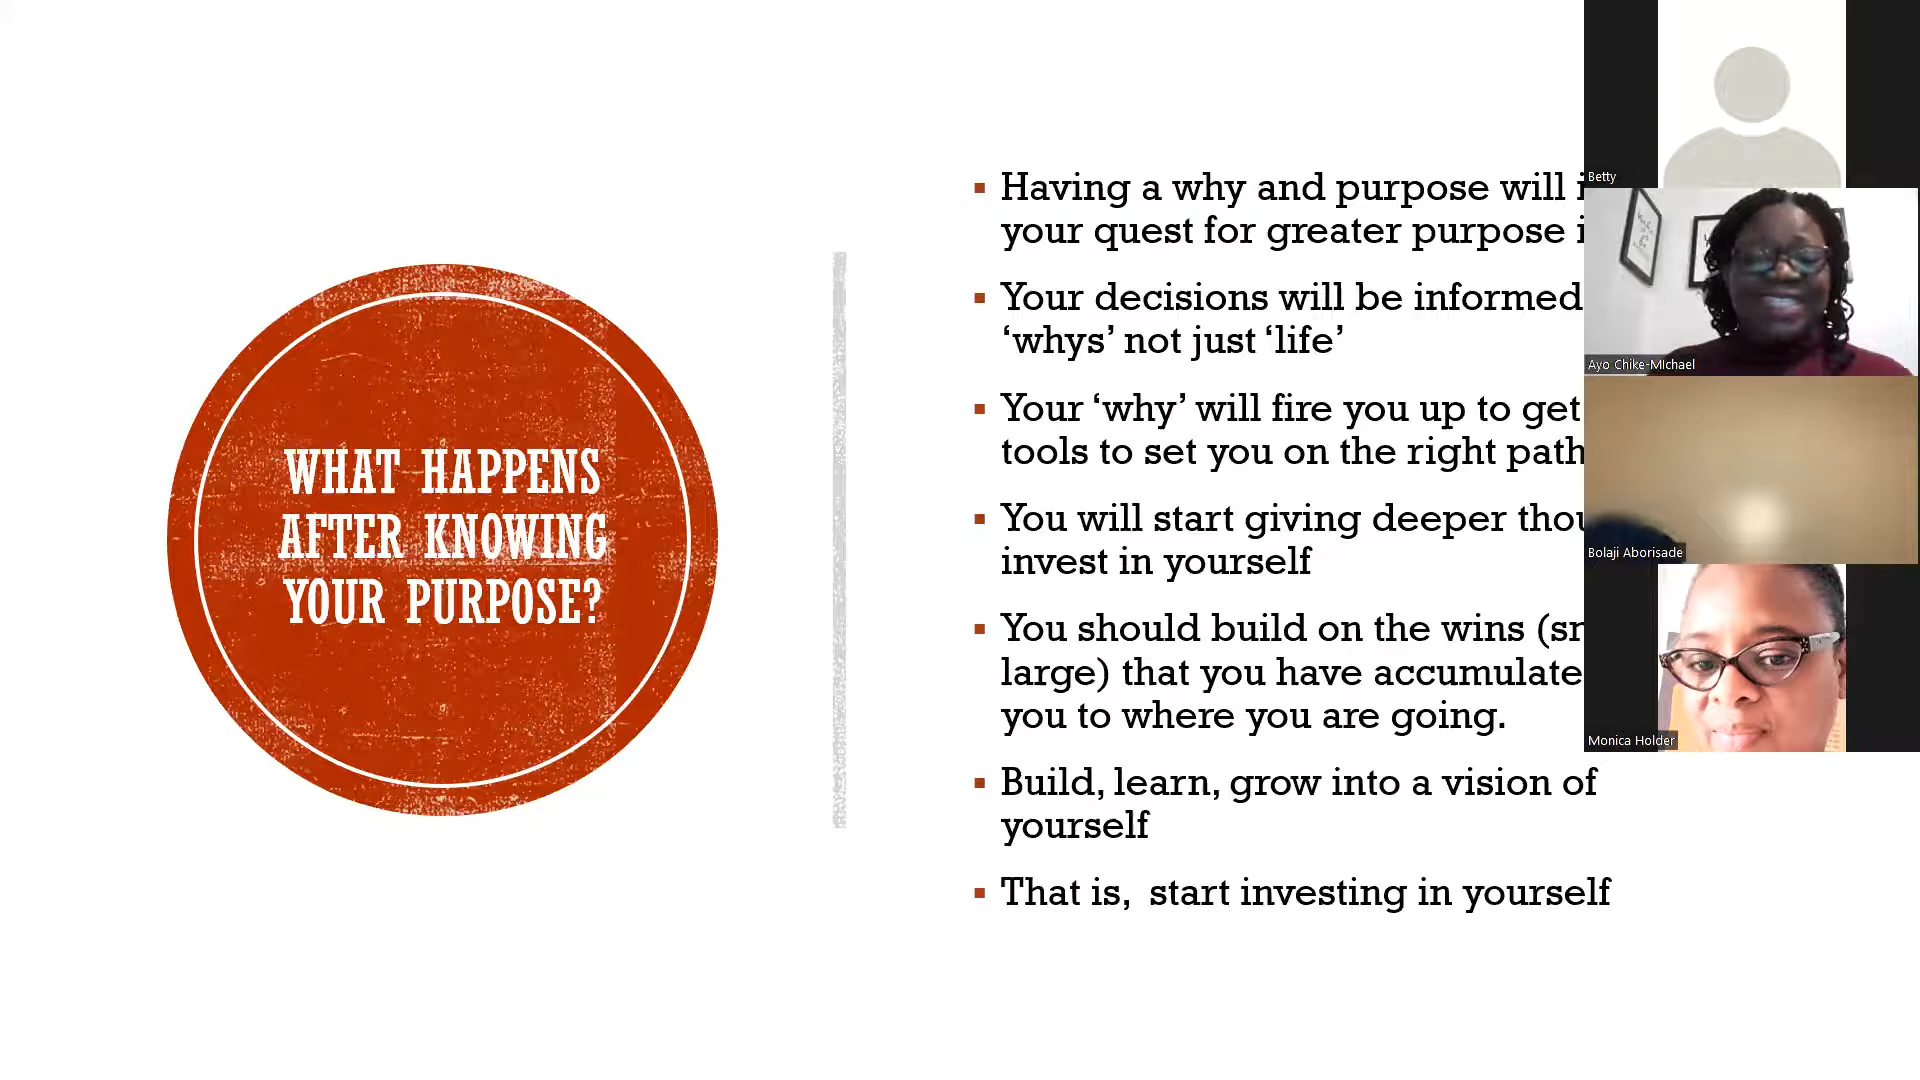 WHAT HAPPENS
AFTER KNOWING
YOUR PURPOSE?
Having a why and purpose will
your quest for greater purpose
Your decisions will be informed
‘whys’ not just ‘life’
Your ‘why’ will fire you up to get
tools to set you on the right path
You will start giving deeper
invest in yourself
You should build on the wins
large) that you have
you to where you are going.
Build, learn, grow into a vision of
yourself
That is, start investing in yourself
Betty
Ayo Chike-MIchael
Bolaji Aborisade
Monica Holder